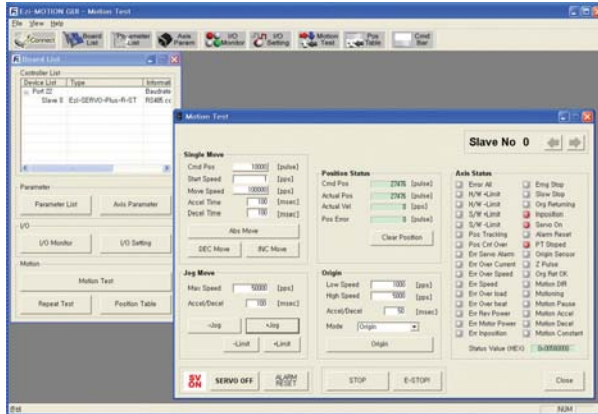 Ezi-MOTION GUI - Motion Test
File View Help
Connect
Board List
Parameter List
Axis Param
I/O Monitor
I/O Setting
Motion Test
Pos Table
Cmd Bar
Board List
Controller List
Device List Type Informati
Port 22 Baudrate
Slave 0 Ezi-SERVO-Plus-R-ST RS485 cc
Parameter
Parameter List Axis Parameter
I/O
I/O Monitor I/O Setting
Motion
Motion Test
Repeat Test Position Table
Motion Test
Slave No 0
Single Move
Cmd Pos 10000 [pulse]
Start Speed 1 [pps]
Move Speed 100000 [pps]
Accel Time 100 [msec]
Decel Time 100 [msec]
Abs Move
DEC Move INC Move
Jog Move
Max Speed 50000 [pps]
Accel/Decel 100 [msec]
-Jog +Jog
-Limit +Limit
Position Status
Cmd Pos 27476 [pulse]
Actual Pos 27476 [pulse]
Actual Vel 0 [pps]
Pos Error 0 [pulse]
Clear Position
Origin
Low Speed 1000 [pps]
High Speed 5000 [pps]
Accel/Decel 50 [msec]
Mode Origin
Origin
Axis Status
Error All Emg Stop
H/W +Limit Slow Stop
H/W -Limit Org Returning
S/W +Limit Inposition
S/W -Limit Servo On
Pos Tracking Alarm Reset
Pos Cnt Over PT Stoped
Err Servo Alarm Origin Sensor
Err Over Current Z Pulse
Err Over Speed Org Ret OK
Err Speed Motion DIR
Err Over load Motioning
Err Over heat Motion Pause
Err Rev Power Motion Accel
Err Motor Power Motion Decel
Err Inposition Motion Constant
Status Value (HEX)
SV ON SERVO OFF ALARM RESET STOP E-STOP! Close
NUM